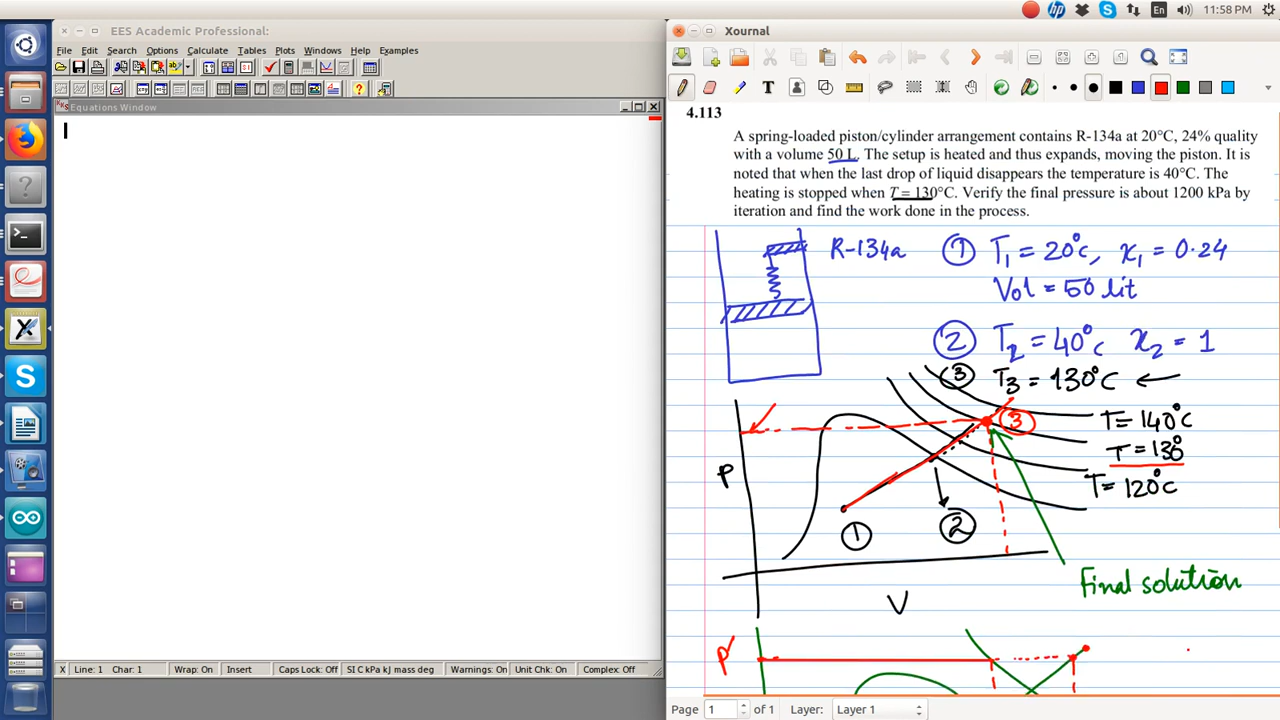 En
11:58 PM
EES Academic Professional:
File Edit Search Options Calculate Tables Plots Windows Help Examples
Equations Window
X Line: 1 Char: 1 Wrap: On Insert Caps Lock: Off SI C kPa kJ mass deg Warnings: On Unit Chk: On Complex: Off
Xournal
4.113
A spring-loaded piston/cylinder arrangement contains R-134a at 20°C, 24% quality
with a volume 50 L. The setup is heated and thus expands, moving the piston. It is
noted that when the last drop of liquid disappears the temperature is 40°C. The
heating is stopped when T = 130°C. Verify the final pressure is about 1200 kPa by
iteration and find the work done in the process.
R-134a
① T₁ = 20°C, x₁ = 0.24
Vol = 50 lit
② T₂ = 40°C x₂ = 1
③ T₃ = 130°C ←
T = 140°C
T = 130°
T = 120°C
③
P
①
②
Final solution
V
P
Page 1 of 1 Layer: Layer 1